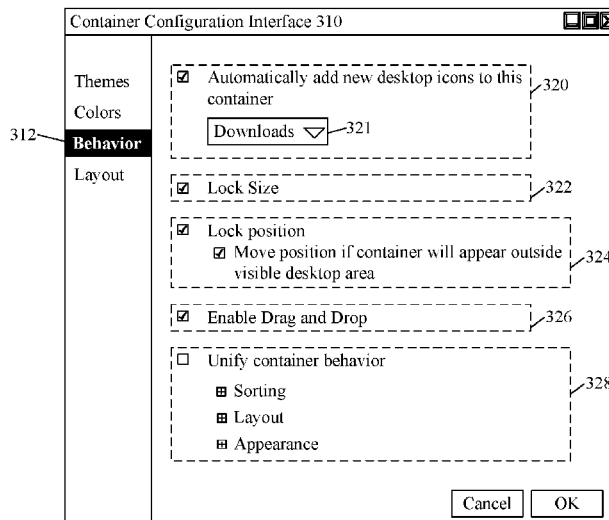 Container Configuration Interface 310
Themes
Colors
312
Behavior
Layout
Automatically add new desktop icons to this
container
320
Downloads
321
Lock Size
322
Lock position
Move position if container will appear outside
visible desktop area
324
Enable Drag and Drop
326
Unify container behavior
Sorting
Layout
Appearance
328
Cancel
OK